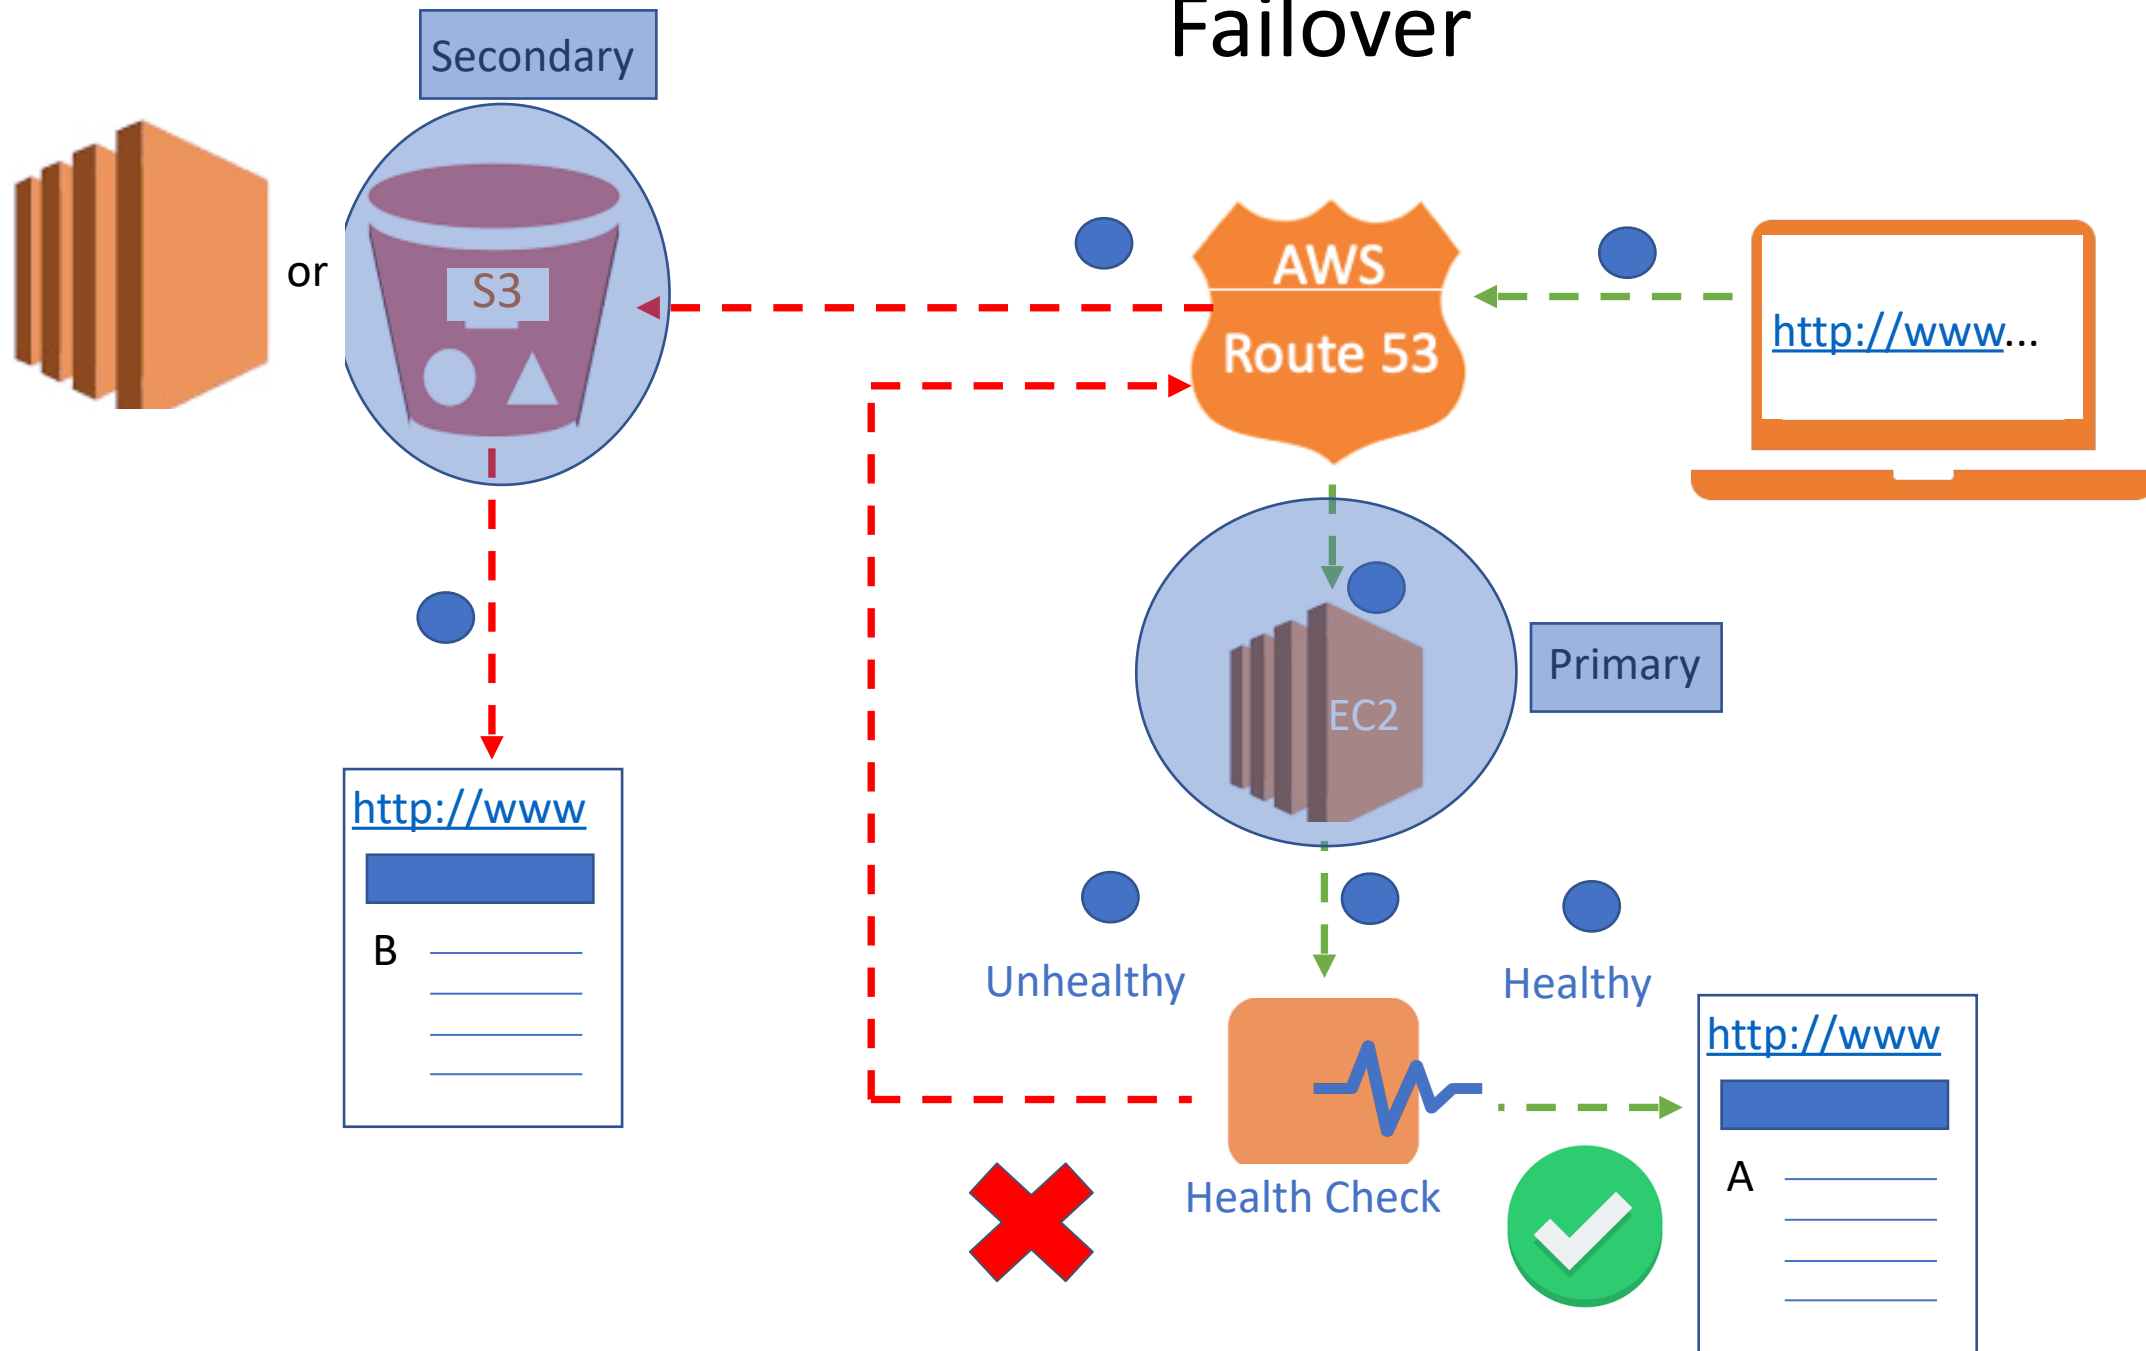 Failover
Secondary
or
S3
AWS
Route 53
http://www...
EC2
Primary
http://www
B
Unhealthy
Healthy
Health Check
http://www
A